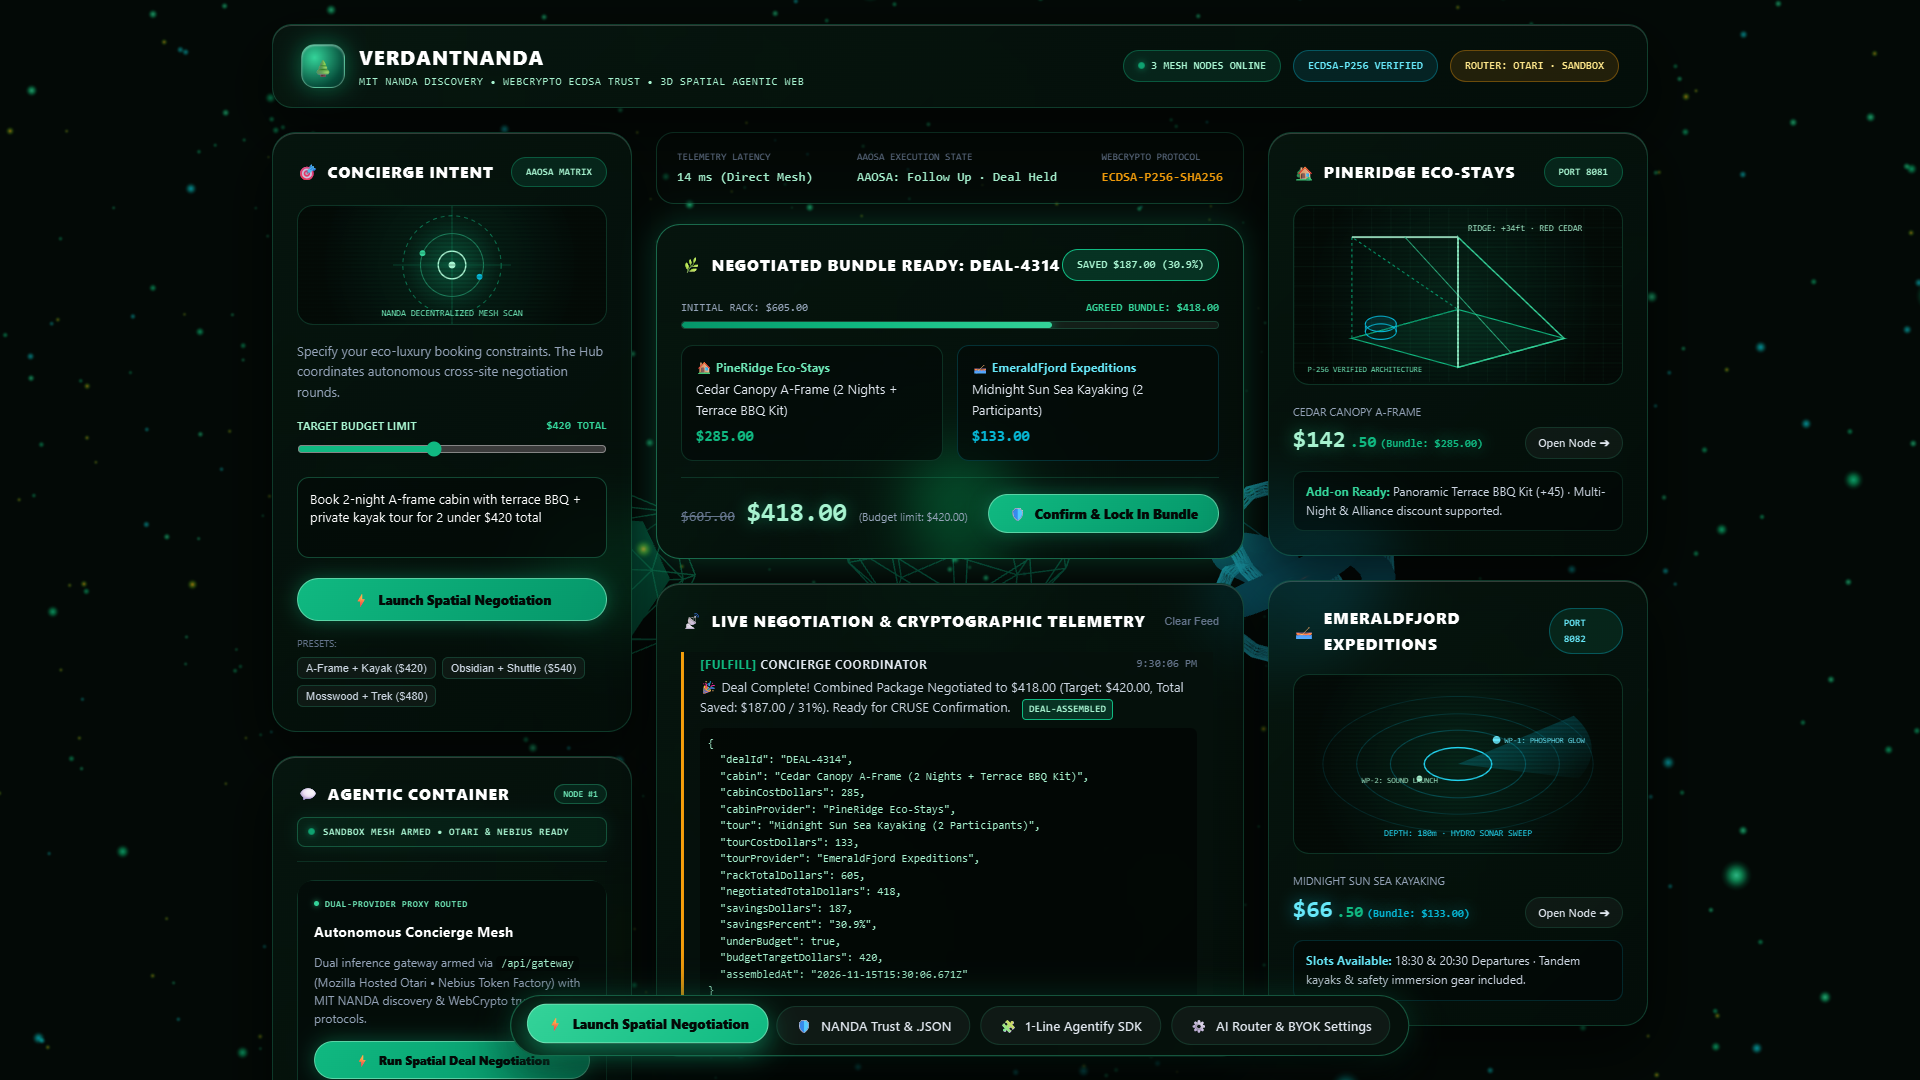 VERDANTNANDA
MIT NANDA DISCOVERY • WEBCRYPTO ECDSA TRUST • 3D SPATIAL AGENTIC WEB
3 MESH NODES ONLINE
ECDSA-P256 VERIFIED
ROUTER: OTARI · SANDBOX
CONCIERGE INTENT
AAOSA MATRIX
NANDA DECENTRALIZED MESH SCAN
Specify your eco-luxury booking constraints. The Hub
coordinates autonomous cross-site negotiation
rounds.
TARGET BUDGET LIMIT
$420 TOTAL
Book 2-night A-frame cabin with terrace BBQ +
private kayak tour for 2 under $420 total
Launch Spatial Negotiation
PRESETS:
A-Frame + Kayak ($420)
Obsidian + Shuttle ($540)
Mosswood + Trek ($480)
AGENTIC CONTAINER
NODE #1
SANDBOX MESH ARMED • OTARI & NEBIUS READY
DUAL-PROVIDER PROXY ROUTED
Autonomous Concierge Mesh
Dual inference gateway armed via /api/gateway
(Mozilla Hosted Otari • Nebius Token Factory) with
MIT NANDA discovery & WebCrypto
protocols.
Run Spatial Deal Negotiation
TELEMETRY LATENCY
14 ms (Direct Mesh)
AAOSA EXECUTION STATE
AAOSA: Follow Up · Deal Held
WEBCRYPTO PROTOCOL
ECDSA-P256-SHA256
NEGOTIATED BUNDLE READY: DEAL-4314
SAVED $187.00 (30.9%)
INITIAL RACK: $605.00
AGREED BUNDLE: $418.00
PineRidge Eco-Stays
Cedar Canopy A-Frame (2 Nights +
Terrace BBQ Kit)
$285.00
EmeraldFjord Expeditions
Midnight Sun Sea Kayaking (2
Participants)
$133.00
$605.00 $418.00 (Budget limit: $420.00)
Confirm & Lock In Bundle
LIVE NEGOTIATION & CRYPTOGRAPHIC TELEMETRY
Clear Feed
[FULFILL] CONCIERGE COORDINATOR
9:30:06 PM
Deal Complete! Combined Package Negotiated to $418.00 (Target: $420.00, Total
Saved: $187.00 / 31%). Ready for CRUSE Confirmation. DEAL-ASSEMBLED
{
"dealId": "DEAL-4314",
"cabin": "Cedar Canopy A-Frame (2 Nights + Terrace BBQ Kit)",
"cabinCostDollars": 285,
"cabinProvider": "PineRidge Eco-Stays",
"tour": "Midnight Sun Sea Kayaking (2 Participants)",
"tourCostDollars": 133,
"tourProvider": "EmeraldFjord Expeditions",
"rackTotalDollars": 605,
"negotiatedTotalDollars": 418,
"savingsDollars": 187,
"savingsPercent": "30.9%",
"underBudget": true,
"budgetTargetDollars": 420,
"assembledAt": "2026-11-15T15:30:06.671Z"
}
PINERIDGE ECO-STAYS
PORT 8081
RIDGE: +34ft · RED CEDAR
P-256 VERIFIED ARCHITECTURE
CEDAR CANOPY A-FRAME
$142.50 (Bundle: $285.00)
Open Node ➔
Add-on Ready: Panoramic Terrace BBQ Kit (+45) · Multi-
Night & Alliance discount supported.
EMERALDFJORD
EXPEDITIONS
PORT
8082
WP-1: PHOSPHOR GLOW
WP-2: SOUND LAUNCH
DEPTH: 180m · HYDRO SONAR SWEEP
MIDNIGHT SUN SEA KAYAKING
$66.50 (Bundle: $133.00)
Open Node ➔
Slots Available: 18:30 & 20:30 Departures · Tandem
kayaks & safety immersion gear included.
Launch Spatial Negotiation
NANDA Trust & .JSON
1-Line Agentify SDK
AI Router & BYOK Settings